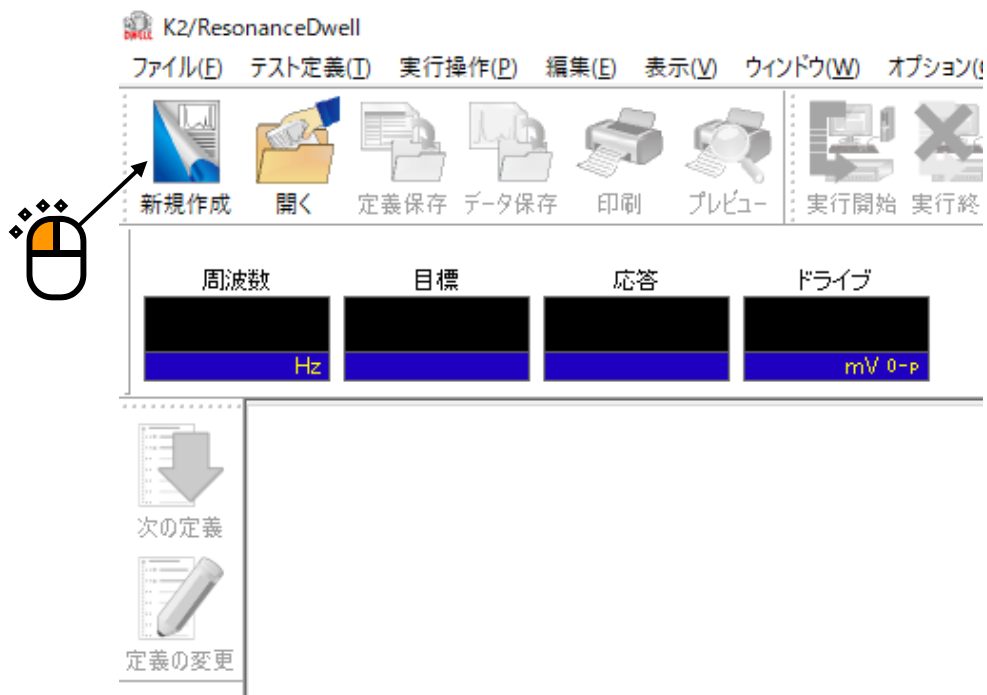 K2/ResonanceDwell
ファイル(F) テスト定義(T) 実行操作(P) 編集(E) 表示(V) ウィンドウ(W) オプション(
新規作成 開く 定義保存 データ保存 印刷 プレビュー 実行開始 実行終
周波数 目標 応答 ドライブ
Hz mV 0-p
次の定義
定義の変更